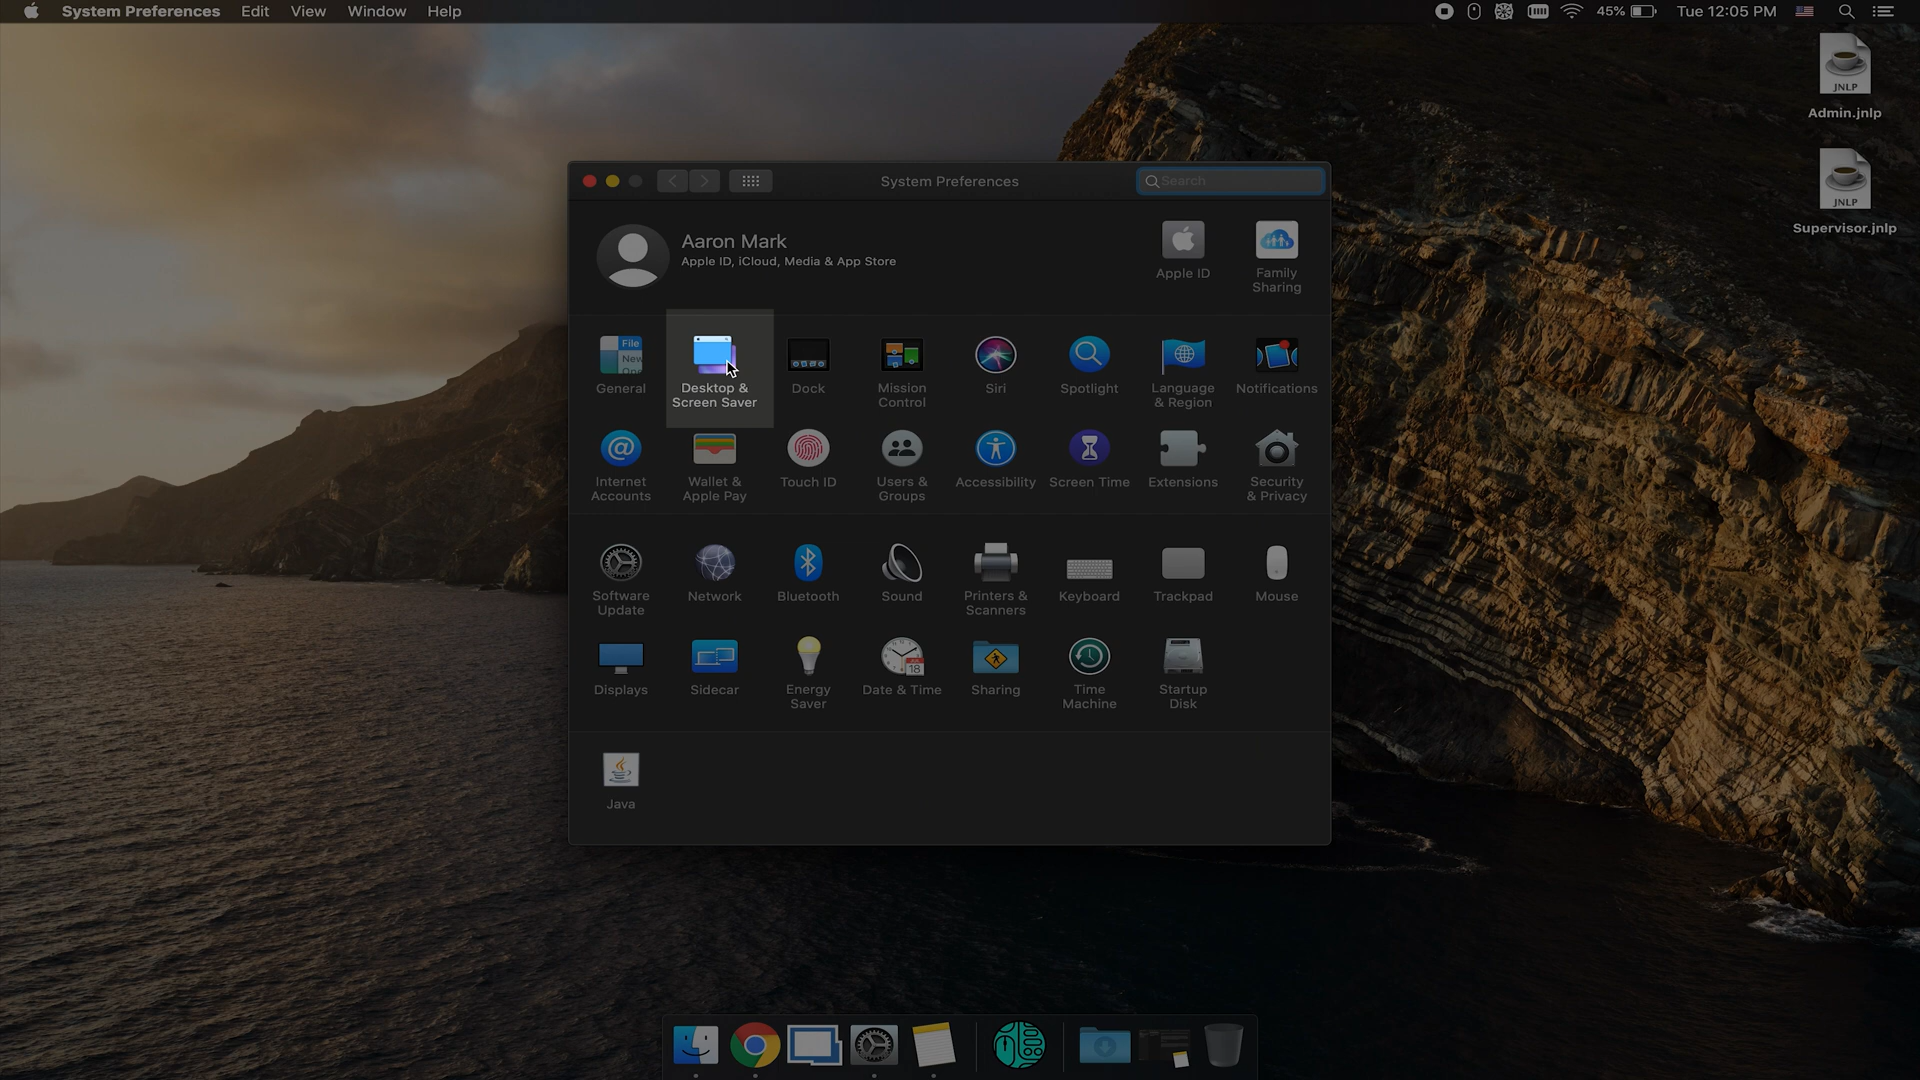 System Preferences Edit View Window Help
45% Tue 12:05 PM
JNLP
Admin.jnlp
JNLP
Supervisor.jnlp
System Preferences
Search
Aaron Mark
Apple ID, iCloud, Media & App Store
Apple ID
Family
Sharing
File
New
Ope
General
Desktop &
Screen Saver
Dock
Mission
Control
Siri
Spotlight
Language
& Region
Notifications
Internet
Accounts
Wallet &
Apple Pay
Touch ID
Users &
Groups
Accessibility
Screen Time
Extensions
Security
& Privacy
Software
Update
Network
Bluetooth
Sound
Printers &
Scanners
Keyboard
Trackpad
Mouse
Displays
Sidecar
Energy
Saver
18
Date & Time
Sharing
Time
Machine
Startup
Disk
Java